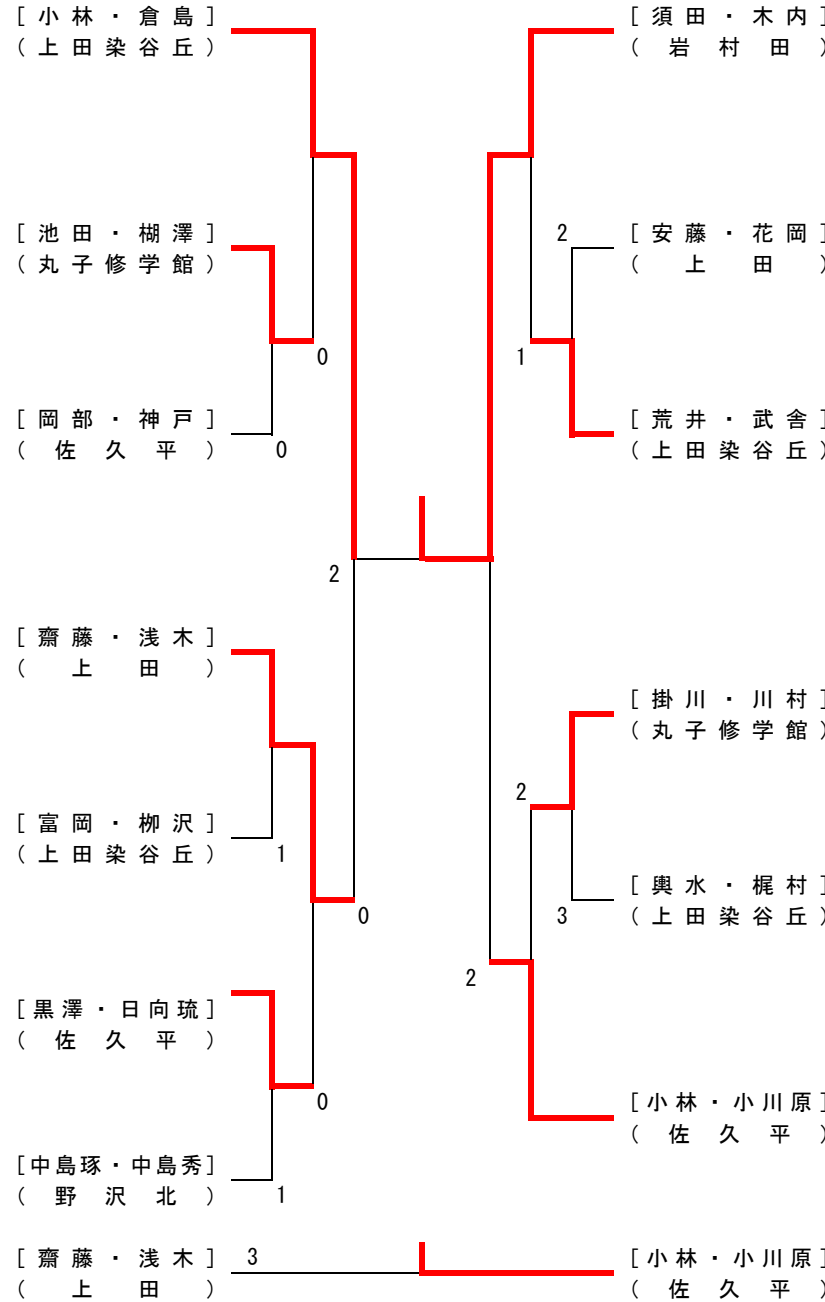 [小林・倉島]
(上田染谷丘)
[池田・楜澤]
(丸子修学館)
0
[岡部・神戸]
(佐久平)
0
2
[齋藤・浅木]
(上田)
[富岡・栁沢]
(上田染谷丘)
1
0
[黒澤・日向琉]
(佐久平)
0
[中島琢・中島秀]
(野沢北)
1
[須田・木内]
(岩村田)
2
[安藤・花岡]
(上田)
1
[荒井・武舎]
(上田染谷丘)
[掛川・川村]
(丸子修学館)
2
[輿水・梶村]
(上田染谷丘)
3
2
[小林・小川原]
(佐久平)
[齋藤・浅木]
(上田)
3
[小林・小川原]
(佐久平)